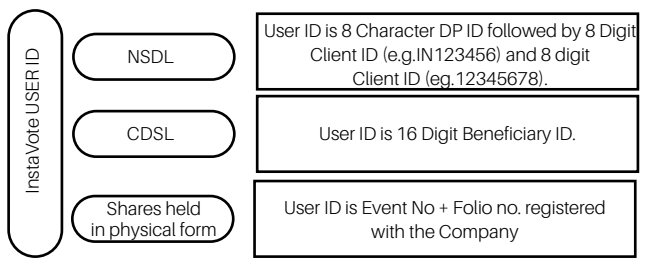 InstaVote USER ID
NSDL
User ID is 8 Character DP ID followed by 8 Digit
Client ID (e.g.IN123456) and 8 digit
Client ID (eg.12345678).
CDSL
User ID is 16 Digit Beneficiary ID.
Shares held
in physical form
User ID is Event No + Folio no. registered
with the Company